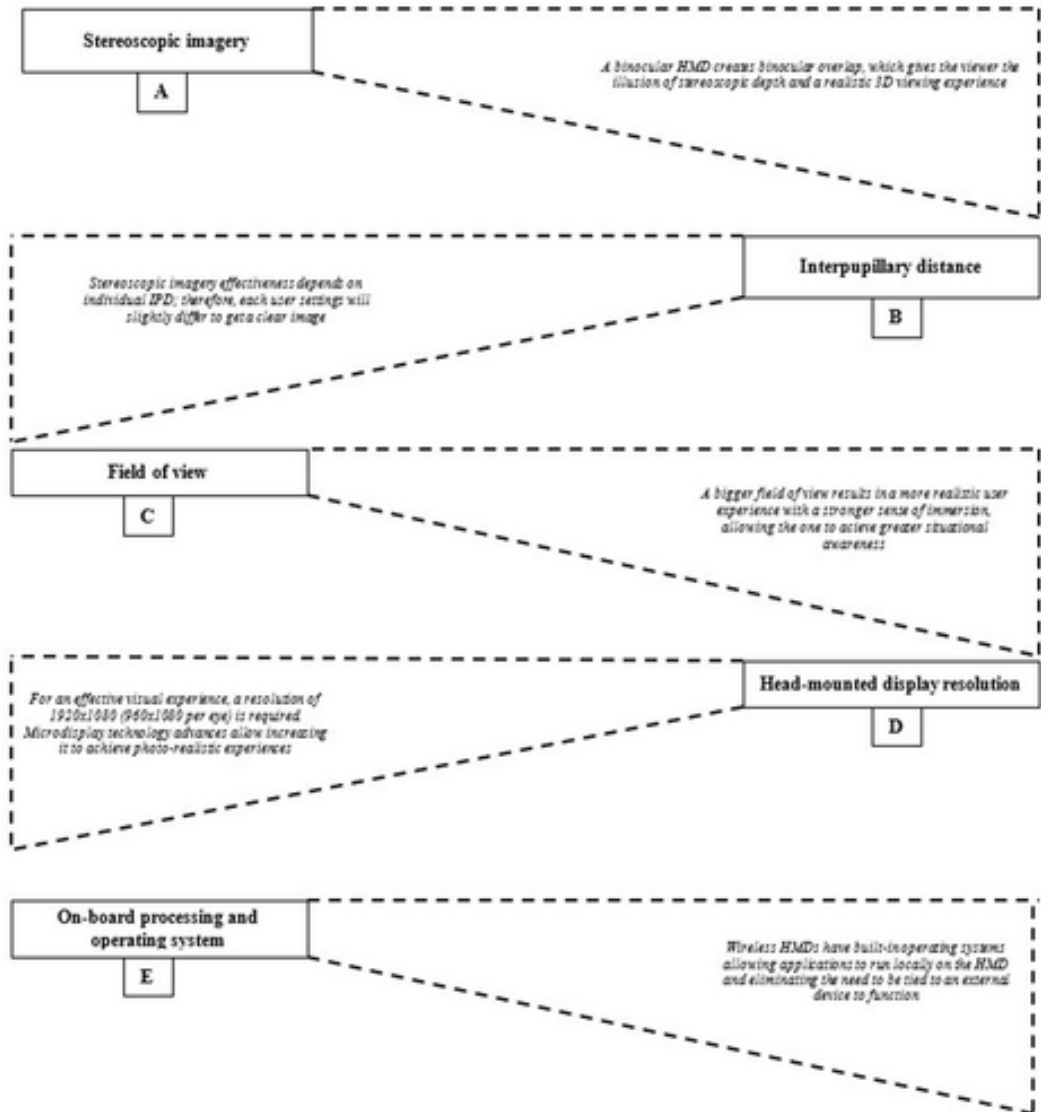 Stereoscopic imagery
A
A binocular HMD creates binocular overlap, which gives the viewer the
illusion of stereoscopic depth and a realistic 3D viewing experience
Interpupillary distance
B
Stereoscopic imagery effectiveness depends on
individual IPD; therefore, each user settings will
slightly differ to get a clear image
Field of view
C
A bigger field of view results in a more realistic user
experience with a stronger sense of immersion,
allowing the one to acieve greater situational
awareness
Head-mounted display resolution
D
For an effective visual experience, a resolution of
1920x1080 (960x1080 per eye) is required.
Microdisplay technology advances allow increasing
it to achieve photo-realistic experiences
On-board processing and
operating system
E
Wireless HMDs have built-inoperating systems
allowing applications to run locally on the HMD
and eliminating the need to be tied to an external
device to function